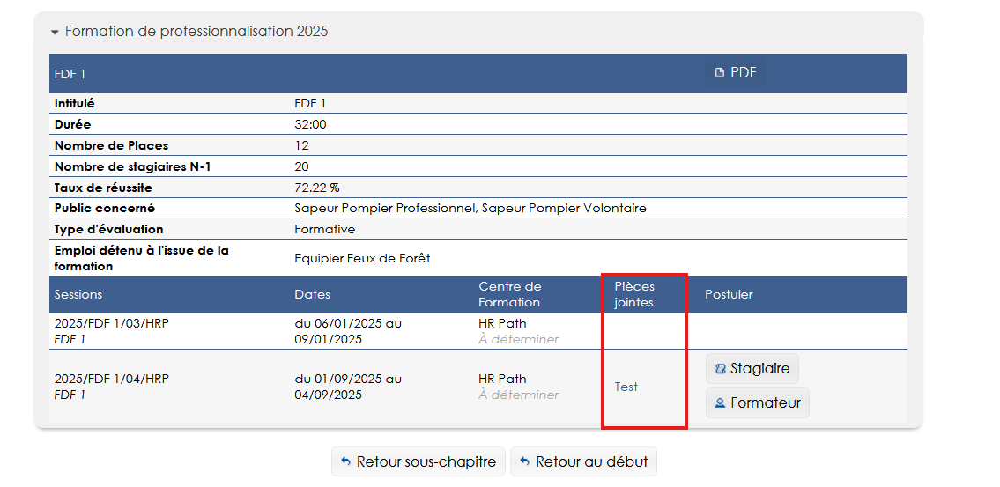 Formation de professionnalisation 2025
FDF 1 PDF
Intitulé FDF 1
Durée 32:00
Nombre de Places 12
Nombre de stagiaires N-1 20
Taux de réussite 72.22 %
Public concerné Sapeur Pompier Professionnel, Sapeur Pompier Volontaire
Type d'évaluation Formative
Emploi détenu à l'issue de la
formation
Equipier Feux de Forêt
Sessions Dates Centre de Formation Pièces jointes Postuler
2025/FDF 1/03/HRP du 06/01/2025 au HR Path
FDF 1 09/01/2025 À déterminer
2025/FDF 1/04/HRP du 01/09/2025 au HR Path Test Stagiaire
FDF 1 04/09/2025 À déterminer Formateur
Retour sous-chapitre Retour au début